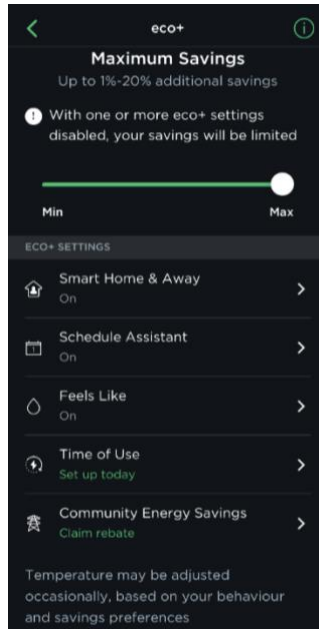 eco+
Maximum Savings
Up to 1%-20% additional savings
With one or more eco+ settings
disabled, your savings will be limited
Min Max
ECO+ SETTINGS
Smart Home & Away
On
Schedule Assistant
On
Feels Like
On
Time of Use
Set up today
Community Energy Savings
Claim rebate
Temperature may be adjusted
occasionally, based on your behaviour
and savings preferences